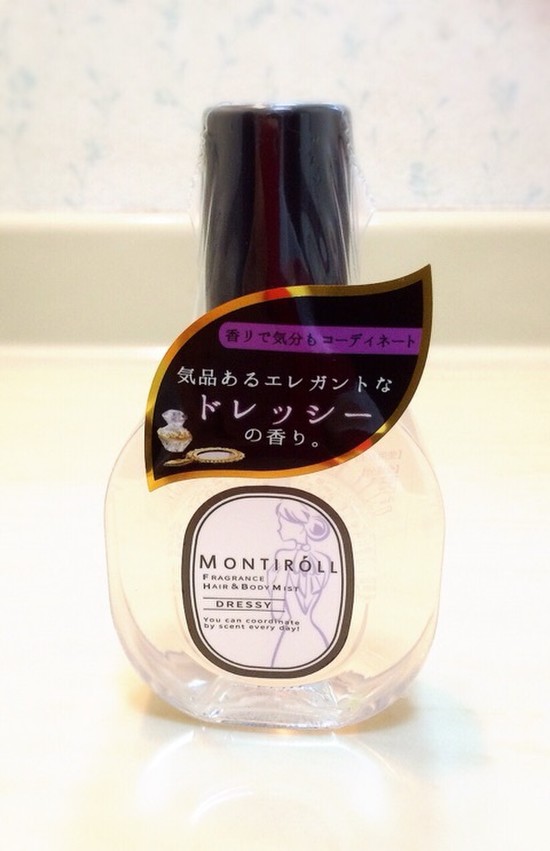 香りで気分もコーディネート
気品あるエレガントな
ドレッシー
の香り。
MONTIRÓLL
FRAGRANCE
HAIR & BODY MIST
DRESSY
You can coordinate
by scent every day!